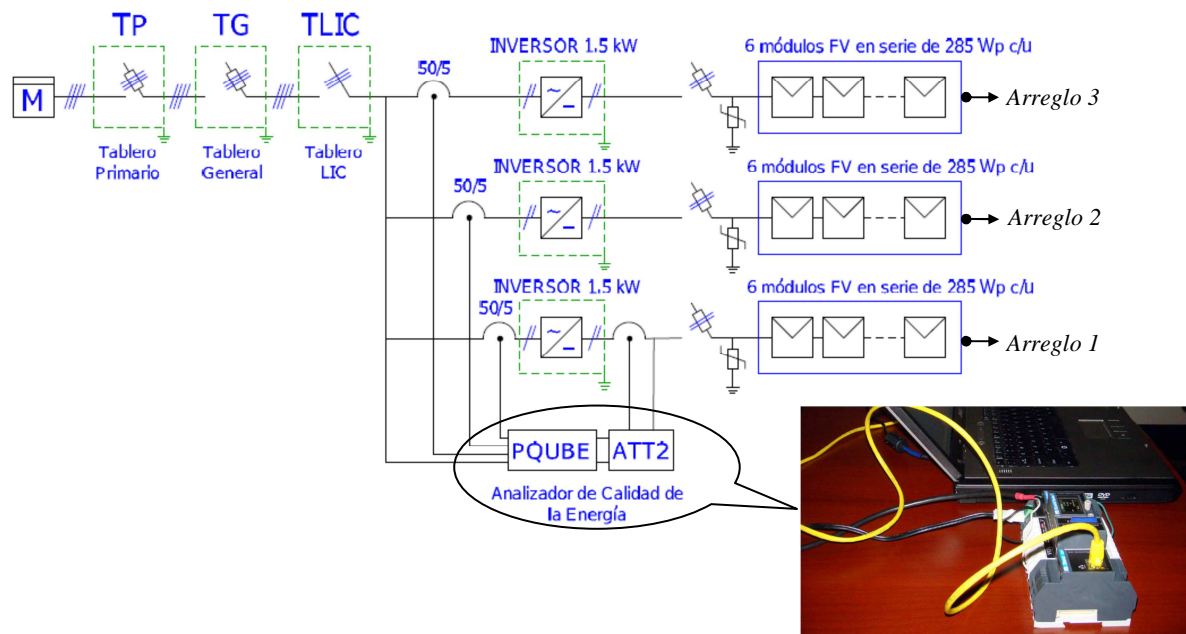 TP
TG
TLIC
M
Tablero
Primario
Tablero
General
Tablero
LIC
50/5
INVERSOR 1.5 kW
6 módulos FV en serie de 285 Wp c/u
Arreglo 3
50/5
INVERSOR 1.5 kW
6 módulos FV en serie de 285 Wp c/u
Arreglo 2
50/5
INVERSOR 1.5 kW
6 módulos FV en serie de 285 Wp c/u
Arreglo 1
PQUBE
ATT2
Analizador de Calidad de
la Energía